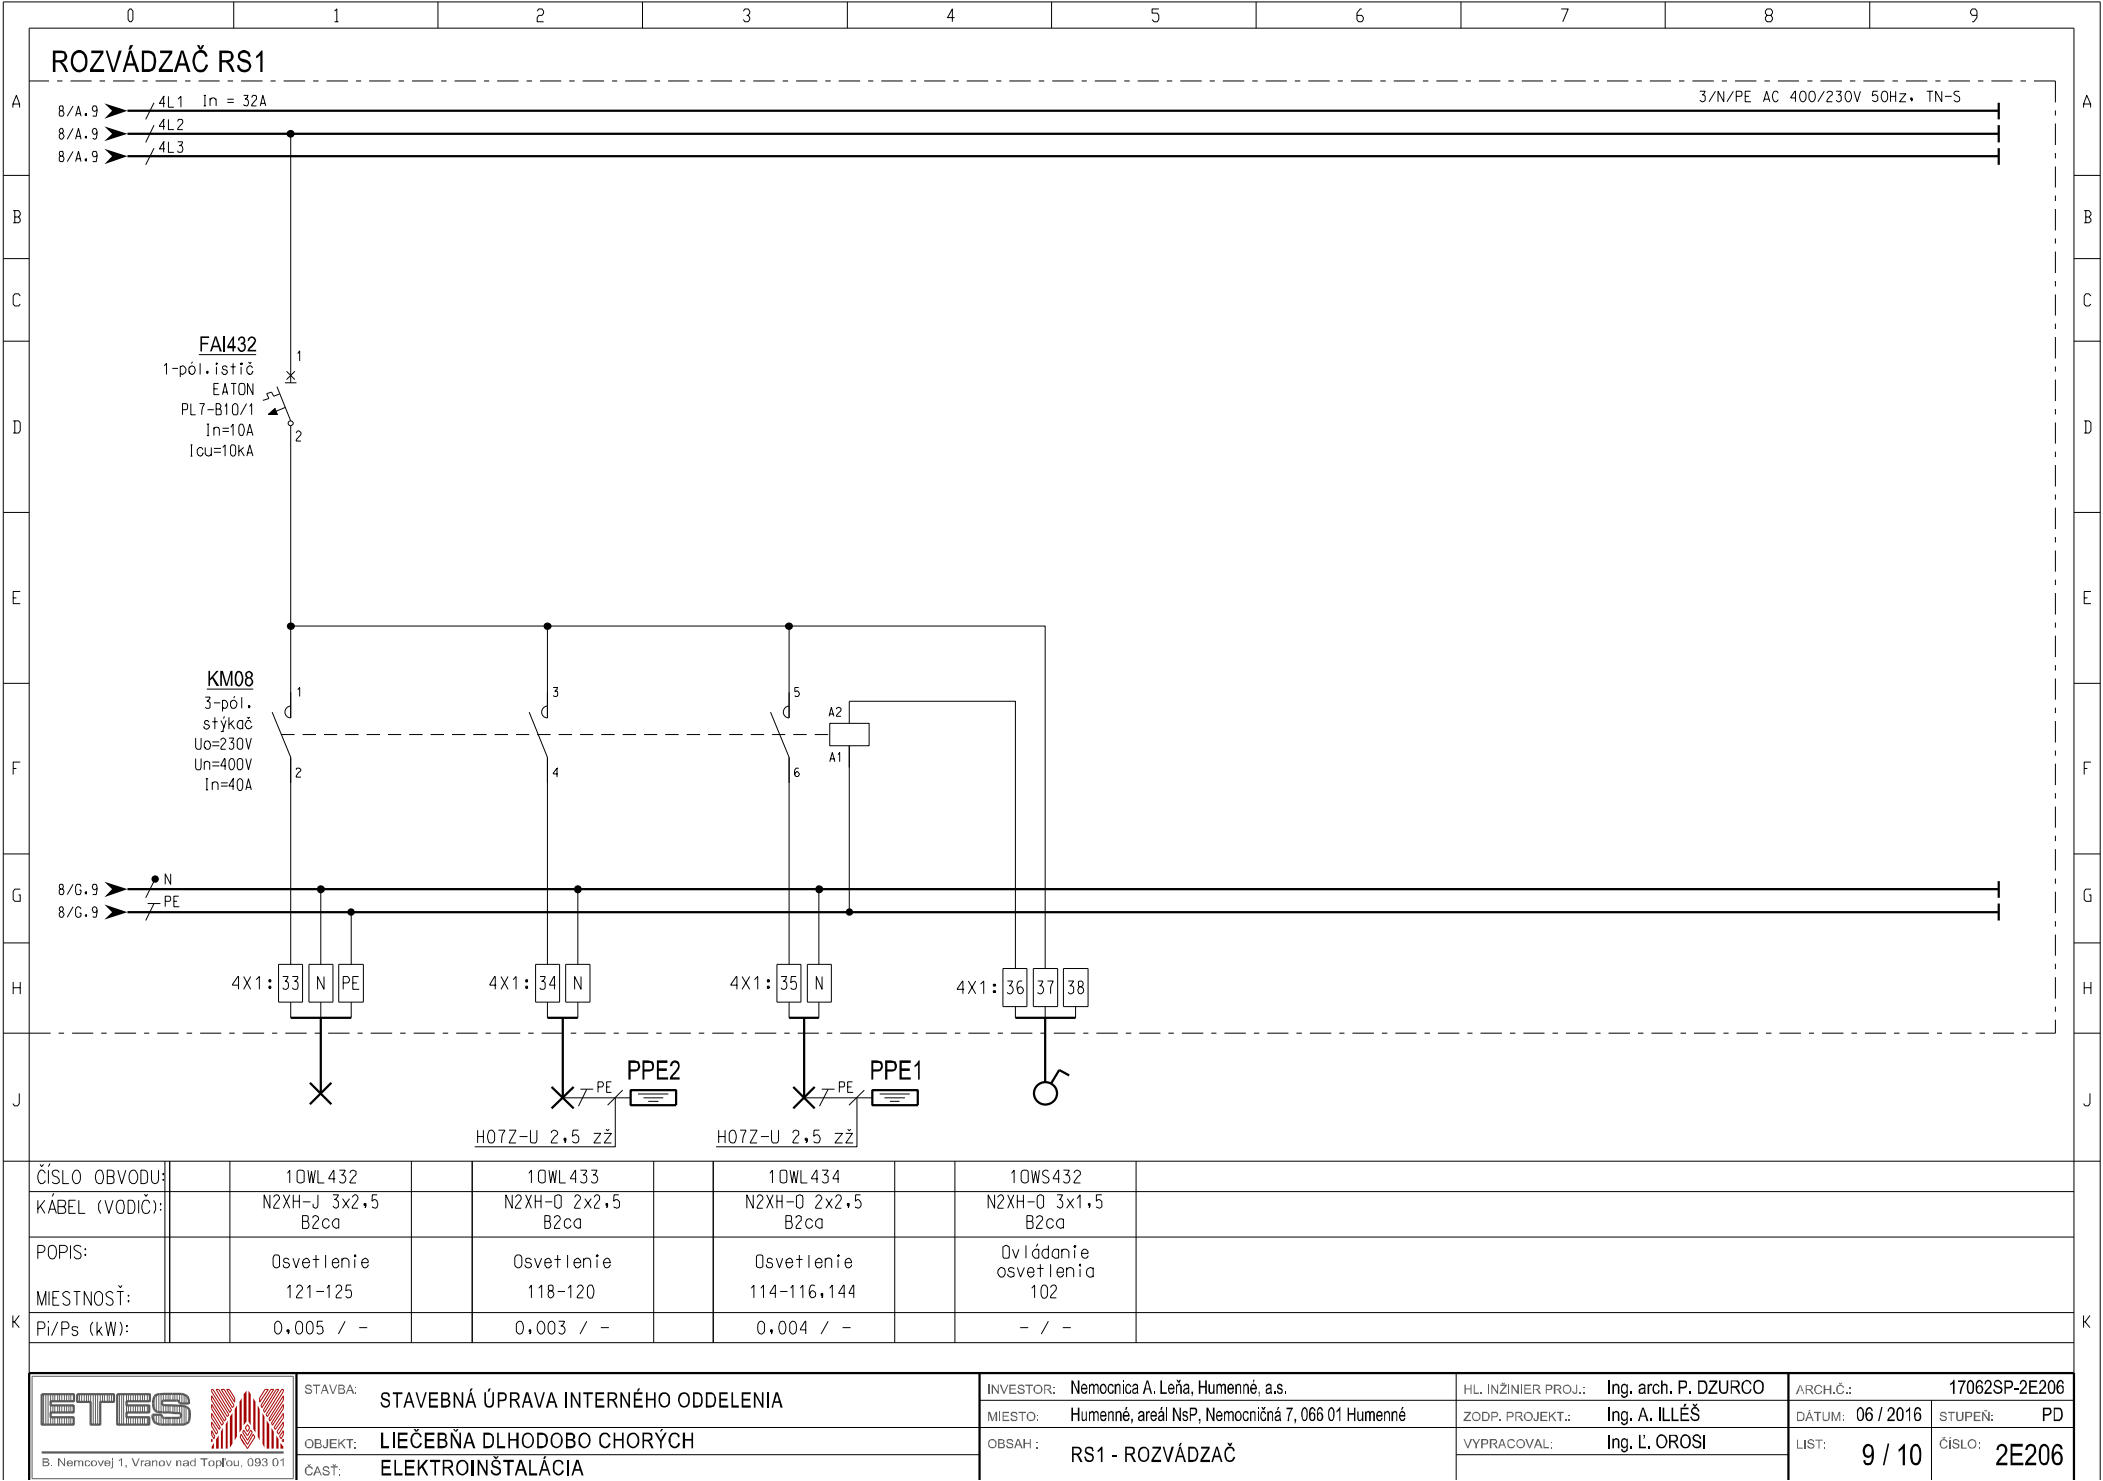 0 1 2 3 4 5 6 7 8 9
ROZVÁDZAČ RS1
A A
8/A.9 4L1 In = 32A 3/N/PE AC 400/230V 50Hz, TN-S
8/A.9 4L2
8/A.9 4L3
B B
C C
FAI432
1-pól.istič
EATON
PL7-B10/1
In=10A
Icu=10kA
1
2
D D
E E
KM08
3-pól.
stýkač
Uo=230V
Un=400V
In=40A
1 3 5 A2
2 4 6 A1
F F
8/G.9 N
8/G.9 PE
G G
4X1: 33 N PE 4X1: 34 N 4X1: 35 N 4X1: 36 37 38
H H
PPE2 PPE1
PE PE
J J
H07Z-U 2,5 zž H07Z-U 2,5 zž
ČÍSLO OBVODU: 10WL432 10WL433 10WL434 10WS432
KÁBEL (VODIČ): N2XH-J 3x2,5 N2XH-O 2x2,5 N2XH-O 2x2,5 N2XH-O 3x1,5
B2ca B2ca B2ca B2ca
POPIS: Osvetlenie Osvetlenie Osvetlenie Ovládanie
osvetlenia
MIESTNOSŤ: 121-125 118-120 114-116,144 102
K K
Pi/Ps (kW): 0,005 / - 0,003 / - 0,004 / - - / -
ETES
B. Nemcovej 1, Vranov nad Topľou, 093 01
STAVBA: STAVEBNÁ ÚPRAVA INTERNÉHO ODDELENIA
OBJEKT: LIEČEBŇA DLHODOBO CHORÝCH
ČASŤ: ELEKTROINŠTALÁCIA
INVESTOR: Nemocnica A. Leňa, Humenné, a.s.
MIESTO: Humenné, areál NsP, Nemocničná 7, 066 01 Humenné
OBSAH: RS1 - ROZVÁDZAČ
HL. INŽINIER PROJ.: Ing. arch. P. DZURCO
ZODP. PROJEKT.: Ing. A. ILLÉŠ
VYPRACOVAL: Ing. Ľ. OROSI
ARCH.Č.: 17062SP-2E206
DÁTUM: 06 / 2016 STUPEŇ: PD
LIST: 9 / 10 ČÍSLO: 2E206